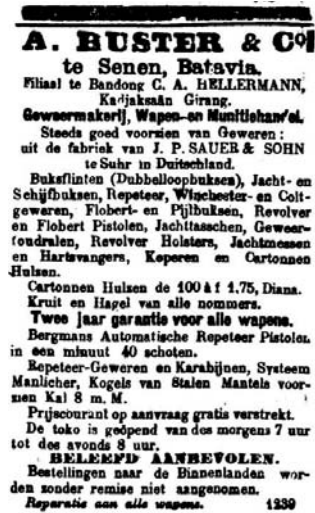 A. BUSTER & Co.
te Senen, Batavia.
Filiaal te Bandong C. A. HELLERMANN,
Kadjaksaän Girang.
Geweermakerij, Wapen- en Munitiehandel.
Steeds goed voorzien van Geweren:
uit de fabriek van J. P. SAUER & SOHN
te Suhr in Duitschland.
Buksflinten (Dubbelloopbuksen), Jacht- en
Schijfbuksen, Repeteer, Winchester- en Colt-
geweren, Flobert- en Pijlbuksen, Revolver
en Flobert Pistolen, Jachttasschen, Geweer-
foudralen, Revolver Holsters, Jachtmessen
en Hartsvangers, Koperen en Cartonnen
Hulsen.
Cartonnen Hulsen de 100 à f 1.75, Diana.
Kruit en Hagel van alle nommers.
Twee jaar garantie voor alle wapens.
Bergmans Automatische Repeteer Pistolen
in een minuut 40 schoten.
Repeteer-Geweren en Karabijnen, Systeem
Manlicher, Kogels van Stalen Mantels voor-
zien Kal 8 m. M.
Prijscourant op aanvraag gratis verstrekt.
De toko is geopend van des morgens 7 uur
tot des avonds 8 uur.
BELEEFD AANBEVOLEN.
Bestellingen naar de Binnenlanden wor-
den zonder remise niet aangenomen.
Reparatie aan alle wapens. 1239